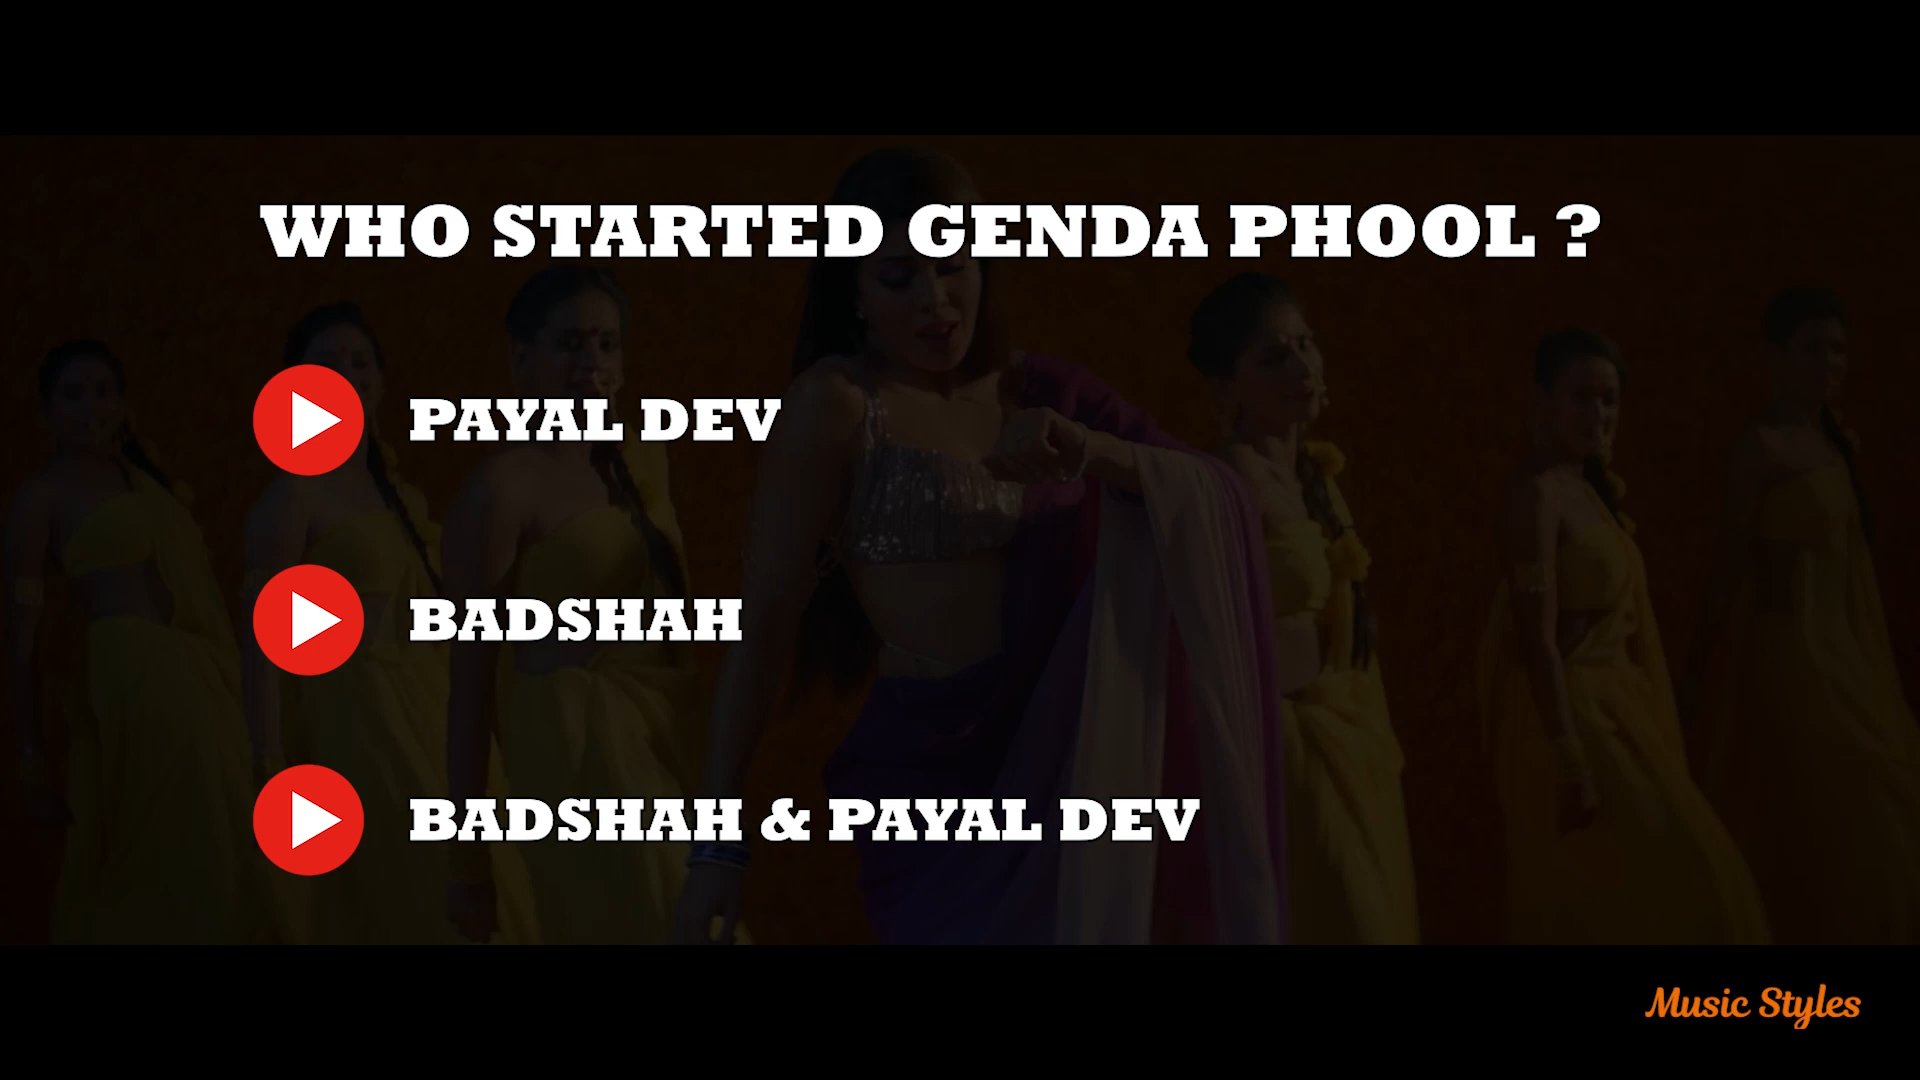 WHO STARTED GENDA PHOOL ?
PAYAL DEV
BADSHAH
BADSHAH & PAYAL DEV
Music Styles